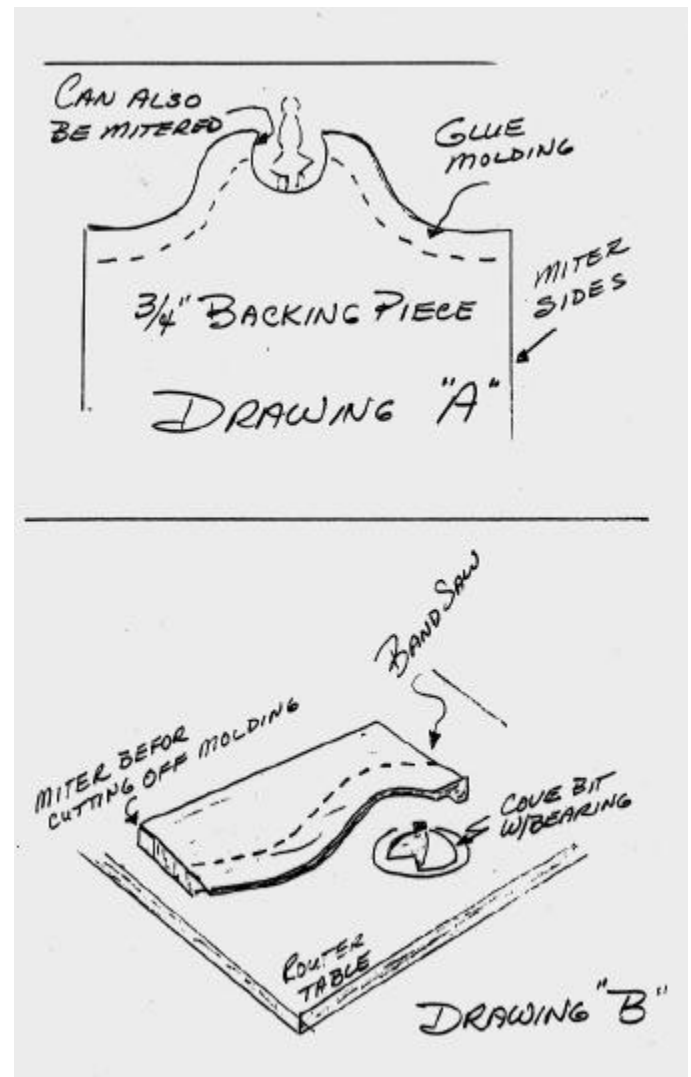 CAN ALSO
BE MITERED
GLUE
MOLDING
MITER
SIDES
3/4" BACKING PIECE
DRAWING "A"
BAND SAW
MITER BEFOR
CUTTING OFF MOLDING
COVE BIT
W/BEARING
ROUTER
TABLE
DRAWING "B"